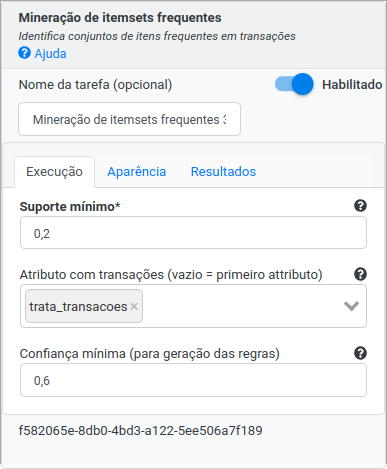 Mineração de itemsets frequentes
Identifica conjuntos de itens frequentes em transações
Ajuda
Nome da tarefa (opcional) Habilitado
Mineração de itemsets frequentes 3
Execução Aparência Resultados
Suporte mínimo*
0,2
Atributo com transações (vazio = primeiro attributo)
trata_transacoes ×
Confiança mínima (para geração das regras)
0,6
f582065e-8db0-4bd3-a122-5ee506a7f189